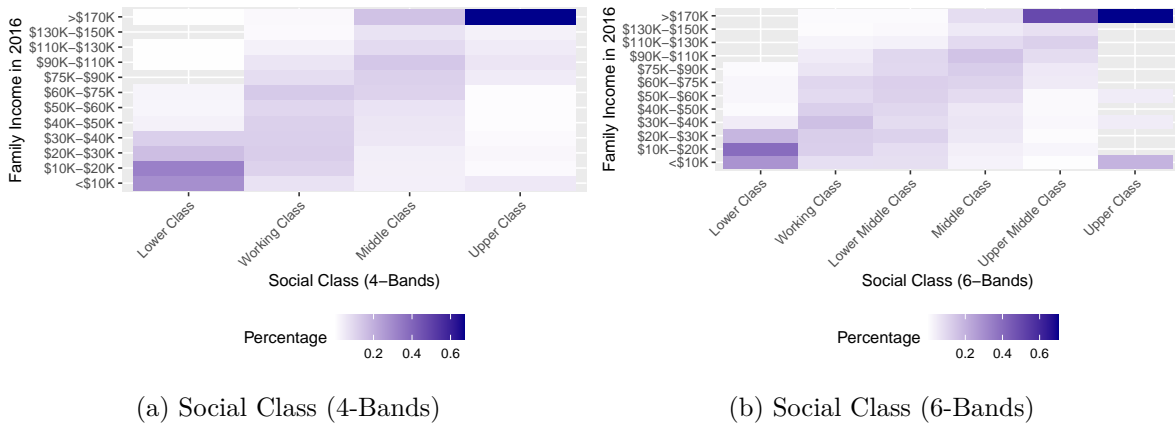 Family Income in 2016
>$170K
$130K–$150K
$110K–$130K
$90K–$110K
$75K–$90K
$60K–$75K
$50K–$60K
$40K–$50K
$30K–$40K
$20K–$30K
$10K–$20K
<$10K
Lower Class
Working Class
Middle Class
Upper Class
Social Class (4–Bands)
Percentage
0.2 0.4 0.6
(a) Social Class (4-Bands)
Family Income in 2016
>$170K
$130K–$150K
$110K–$130K
$90K–$110K
$75K–$90K
$60K–$75K
$50K–$60K
$40K–$50K
$30K–$40K
$20K–$30K
$10K–$20K
<$10K
Lower Class
Working Class
Lower Middle Class
Middle Class
Upper Middle Class
Upper Class
Social Class (6–Bands)
Percentage
0.2 0.4 0.6
(b) Social Class (6-Bands)